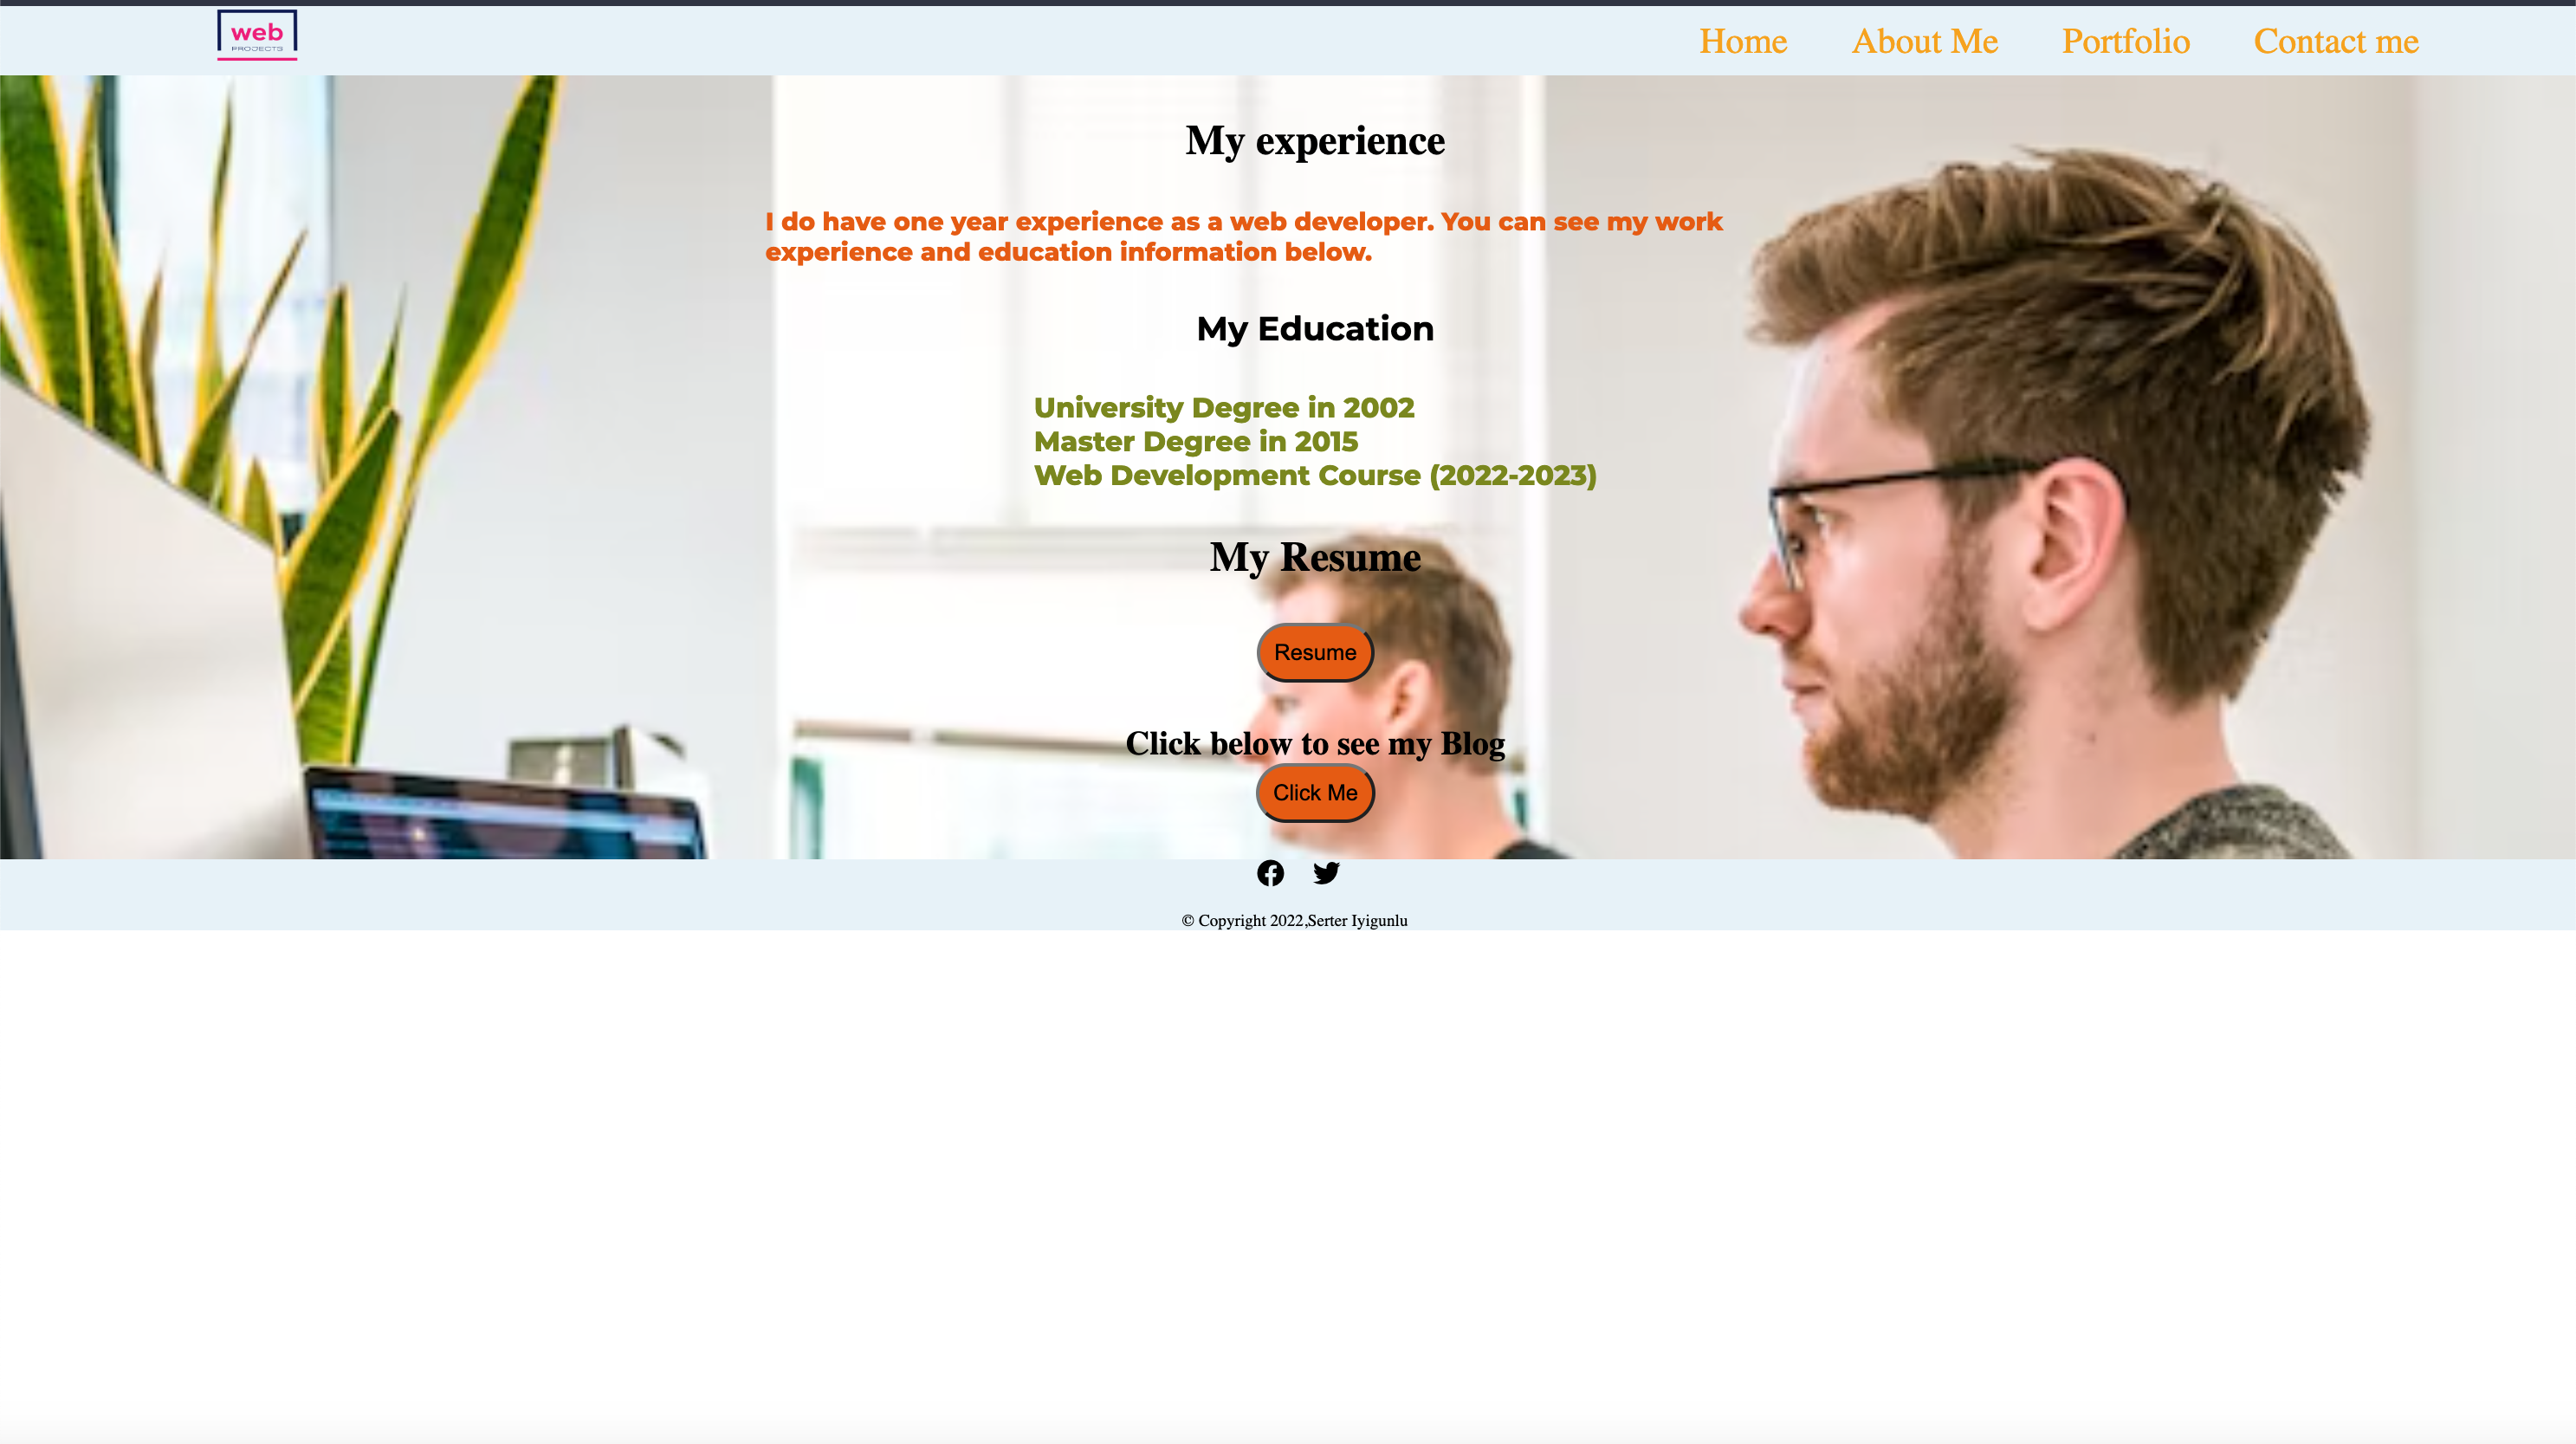 web
PROJECTS
Home About Me Portfolio Contact me
My experience
I do have one year experience as a web developer. You can see my work
experience and education information below.
My Education
University Degree in 2002
Master Degree in 2015
Web Development Course (2022-2023)
My Resume
Resume
Click below to see my Blog
Click Me
© Copyright 2022,Serter Iyigunlu